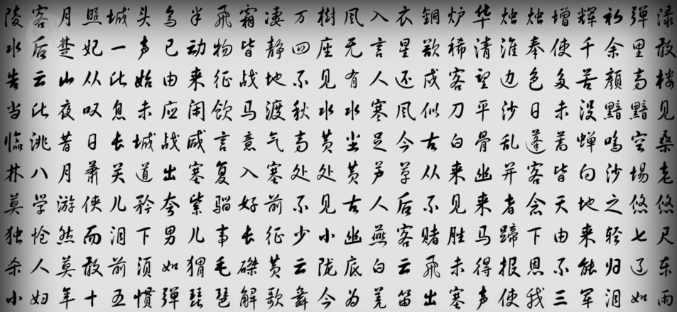 陵客月照城头乌半飞霜凄万树风入衣铜炉华烛烛增辉初弹渌
水后楚妃一声已动物皆静四座无言星欲稀清淮奉使千余里敢
告云山从此始由来征战地不见有人还戍客望边色多苦颜高楼
当此夜叹息未应闲饮马渡秋水水寒风似刀平沙日未没黯黯见
临洮昔日长城战咸言意气高黄尘足今古白骨乱蓬蒿蝉鸣空桑
林八月萧关道出塞复入塞处处黄芦草从来幽并客皆向沙场老
莫学游侠儿矜夸紫骝好前不见古人后不见来者念天地之悠悠
独怆然而泪下男儿事长征少小幽燕客赌胜马蹄下由来轻七尺
杀人莫敢前须如猬毛磔黄云陇底白云飞未得报恩不能归辽东
小妇年十五惯弹琵琶解歌舞今为羌笛出塞声使我三军泪如雨